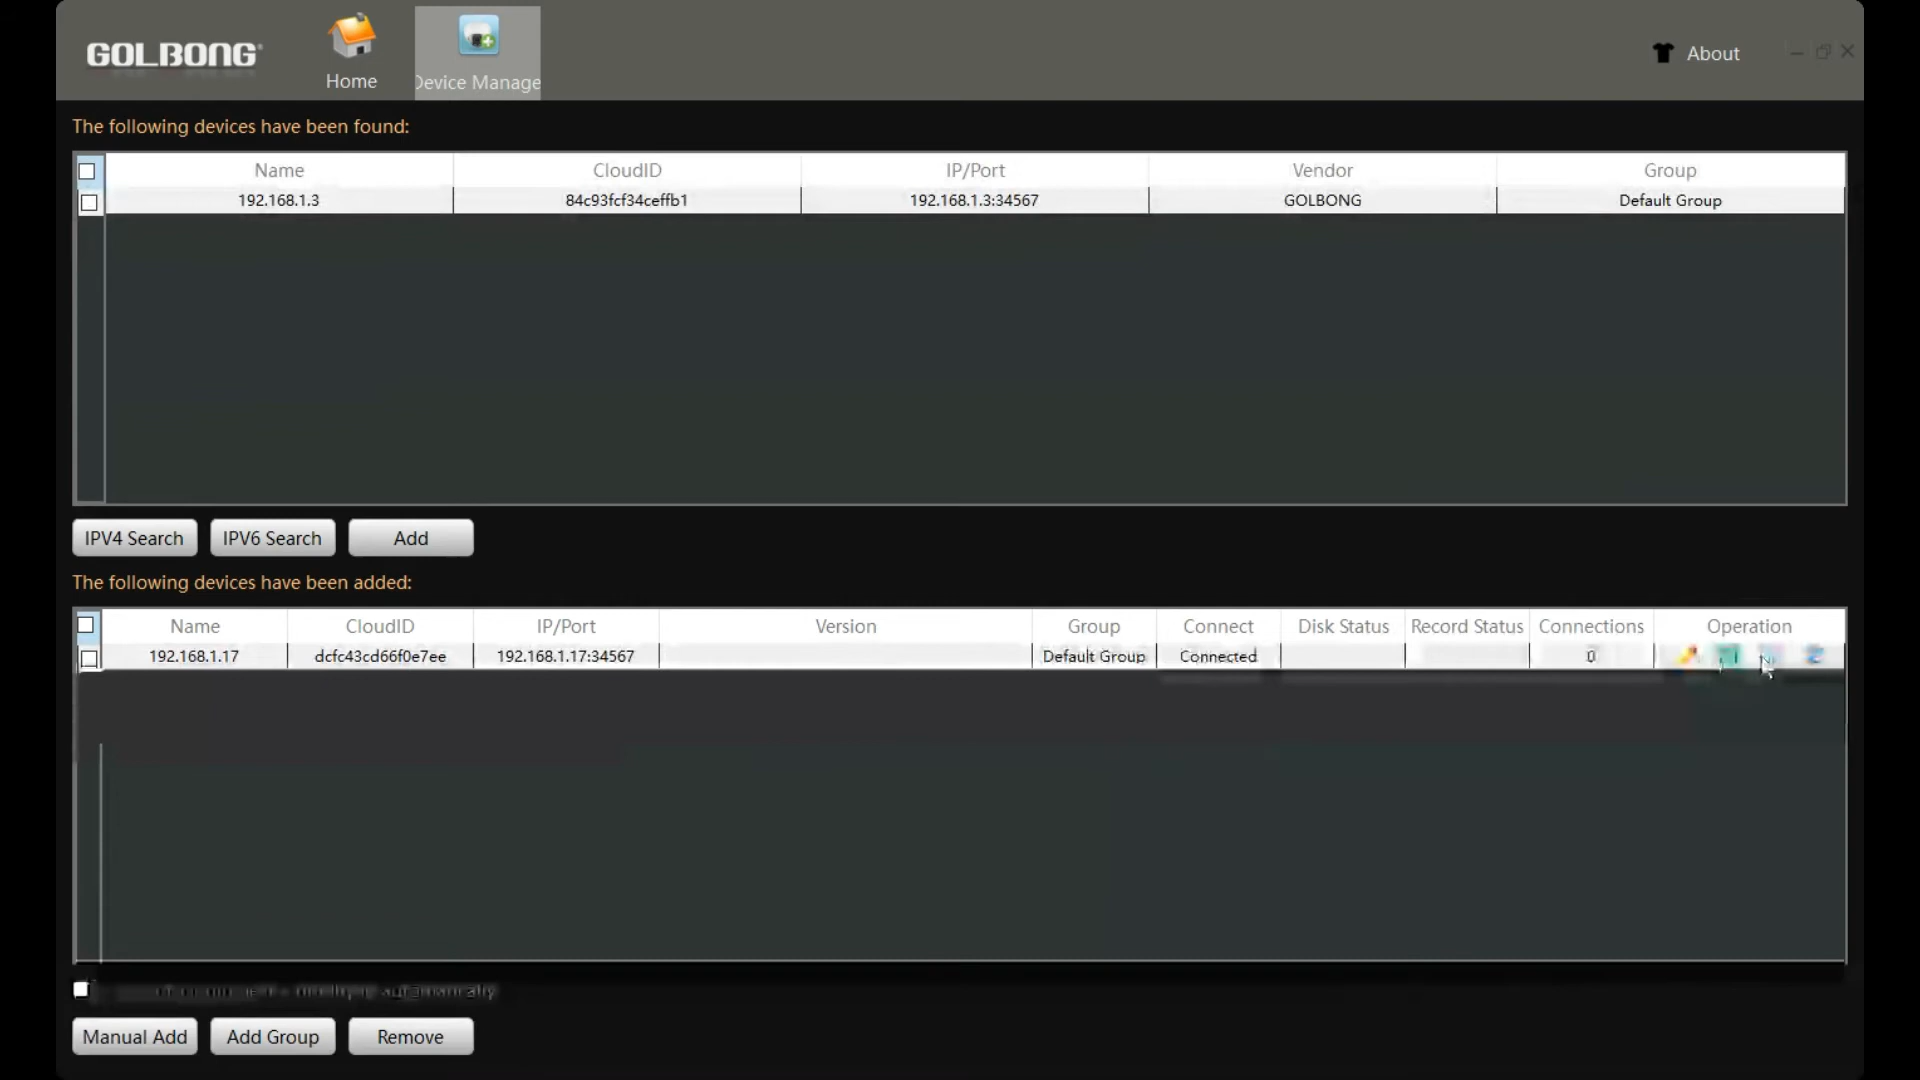 GOLBONG
Home
Device Manage
About
The following devices have been found:
Name CloudID IP/Port Vendor Group
192.168.1.3 84c93fcf34ceffb1 192.168.1.3:34567 GOLBONG Default Group
IPV4 Search IPV6 Search Add
The following devices have been added:
Name CloudID IP/Port Version Group Connect Disk Status Record Status Connections Operation
192.168.1.17 dcfc43cd66f0e7ee 192.168.1.17:34567 Default Group Connected 0
automatically
Manual Add Add Group Remove